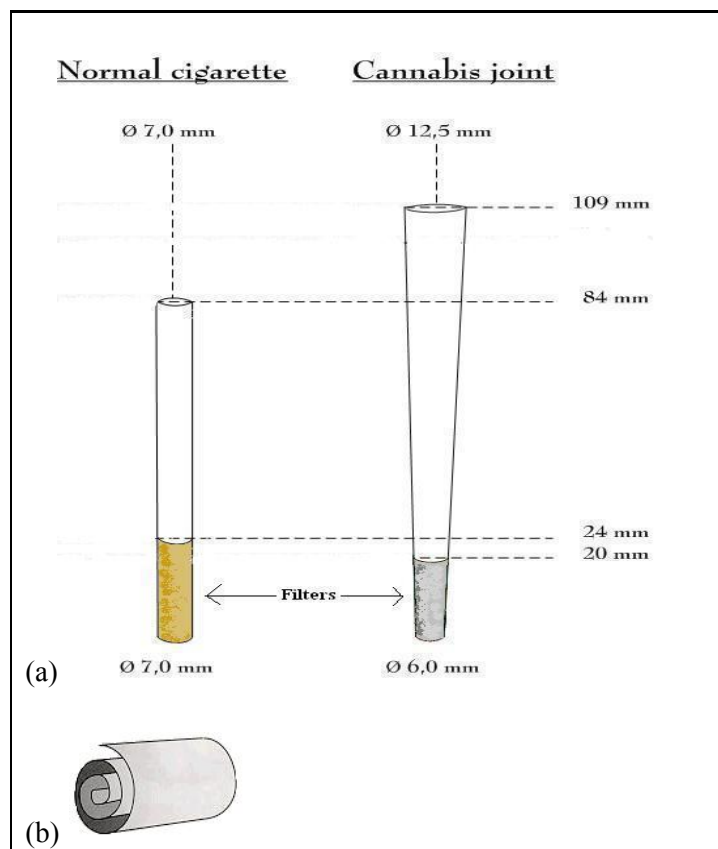 Normal cigarette Cannabis joint
Ø 7,0 mm Ø 12,5 mm
109 mm
84 mm
24 mm
20 mm
Filters
(a) Ø 7,0 mm Ø 6,0 mm
(b)